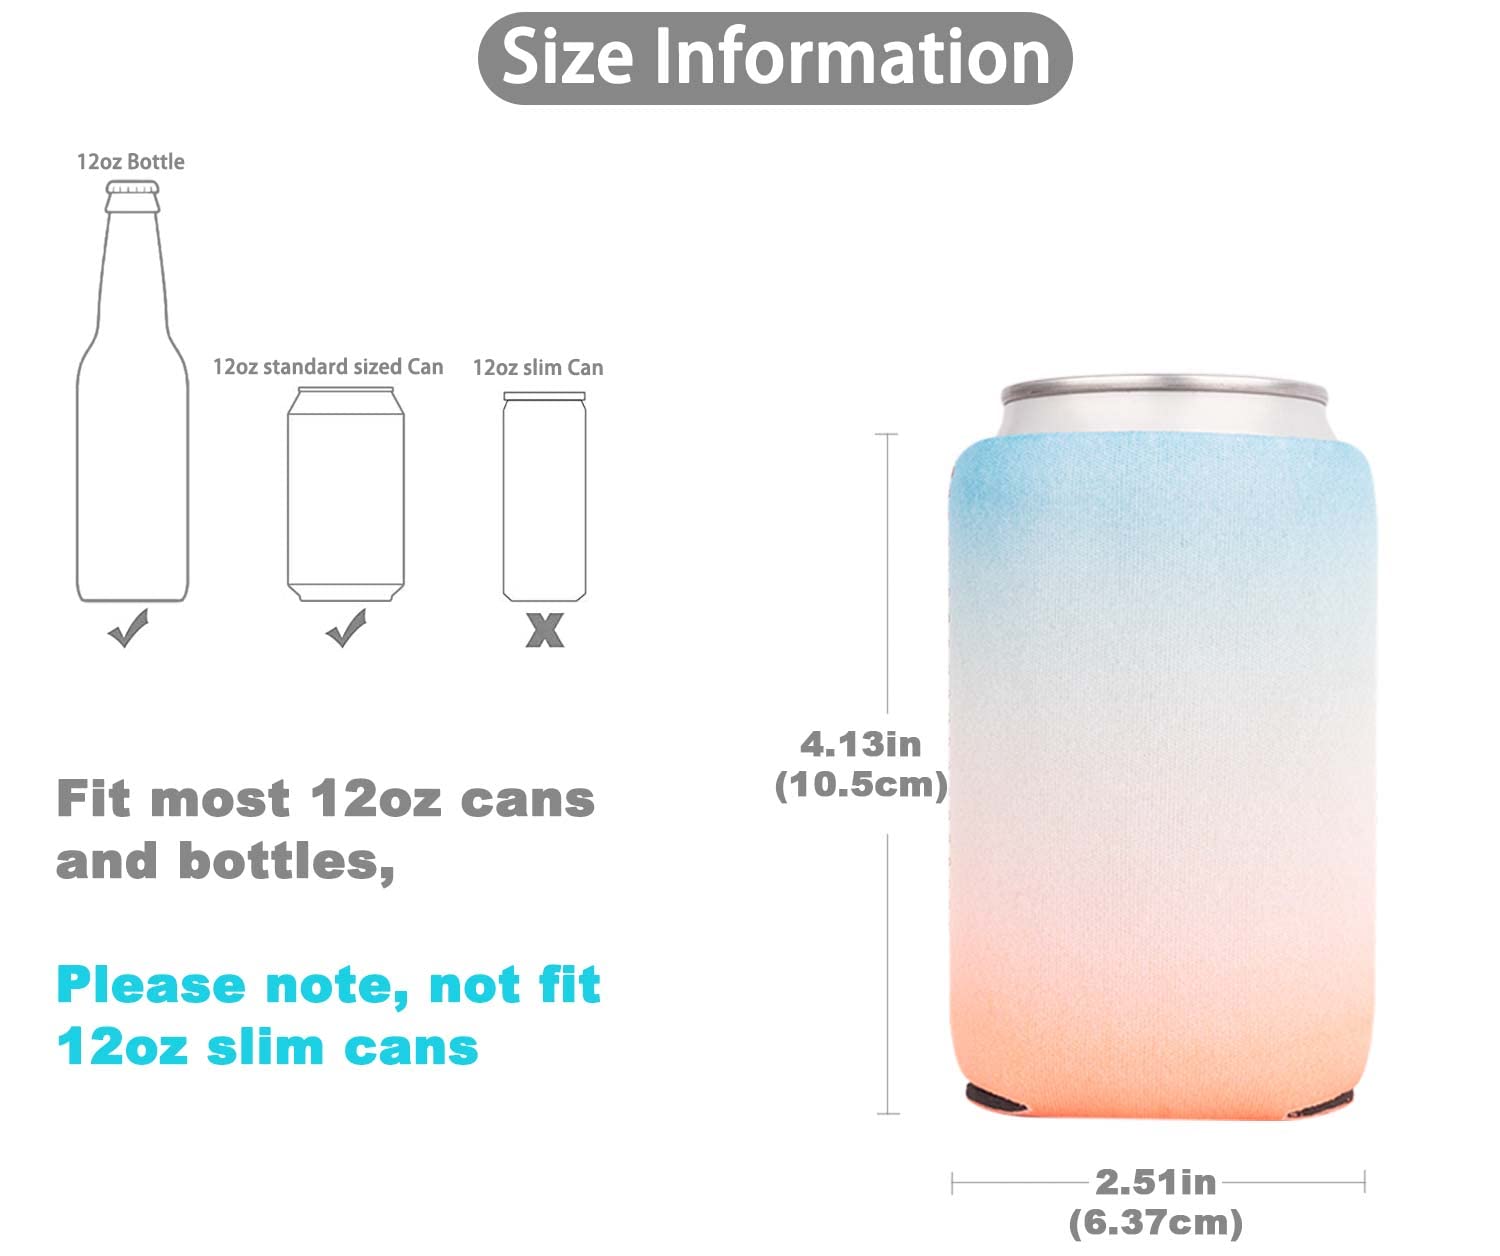 Size Information
12oz Bottle
12oz standard sized Can
12oz slim Can
Fit most 12oz cans
and bottles,
Please note, not fit
12oz slim cans
4.13in
(10.5cm)
2.51in
(6.37cm)